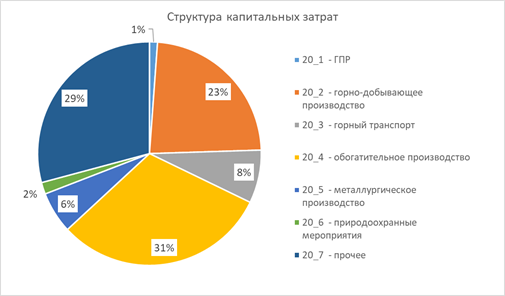 Структура капитальных затрат
1%
23%
8%
31%
6%
2%
29%
20_1 - ГПР
20_2 - горно-добывающее
производство
20_3 - горный транспорт
20_4 - обогатительное производство
20_5 - металлургическое
производство
20_6 - природоохранные
мероприятия
20_7 - прочее